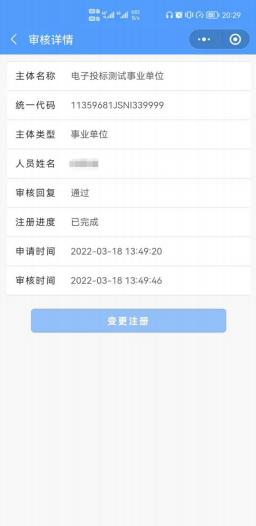 20:29
审核详情
主体名称 电子投标测试事业单位
统一代码 11359681JSNI339999
主体类型 事业单位
人员姓名
审核回复 通过
注册进度 已完成
申请时间 2022-03-18 13:49:20
审核时间 2022-03-18 13:49:46
变更注册